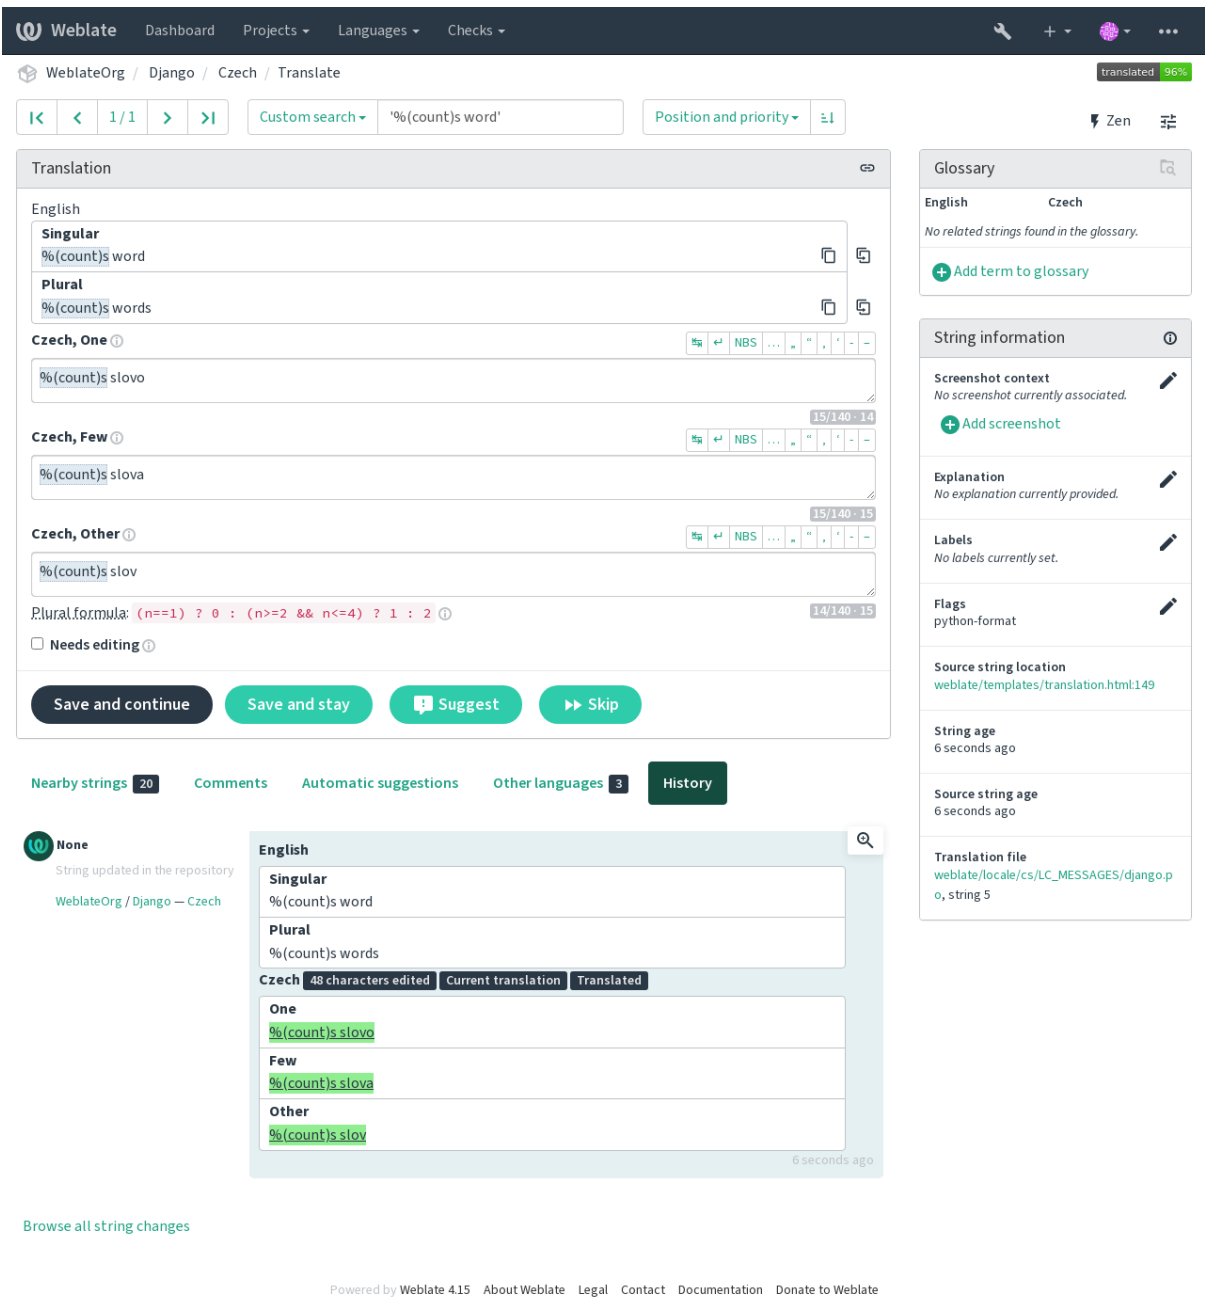 Weblate Dashboard Projects Languages Checks
WeblateOrg / Django / Czech / Translate
translated 96%
1 / 1 Custom search '%(count)s word' Position and priority Zen
Translation
English
Singular
%(count)s word
Plural
%(count)s words
Czech, One
NBS … „ “ ‚ ‘ - –
%(count)s slovo
15/140 · 14
Czech, Few
NBS … „ “ ‚ ‘ - –
%(count)s slova
15/140 · 15
Czech, Other
NBS … „ “ ‚ ‘ - –
%(count)s slov
14/140 · 15
Plural formula: (n==1) ? 0 : (n>=2 && n<=4) ? 1 : 2
Needs editing
Save and continue Save and stay Suggest Skip
Glossary
English Czech
No related strings found in the glossary.
Add term to glossary
String information
Screenshot context
No screenshot currently associated.
Add screenshot
Explanation
No explanation currently provided.
Labels
No labels currently set.
Flags
python-format
Source string location
weblate/templates/translation.html:149
String age
6 seconds ago
Source string age
6 seconds ago
Translation file
weblate/locale/cs/LC_MESSAGES/django.p
o, string 5
Nearby strings 20 Comments Automatic suggestions Other languages 3 History
None
String updated in the repository
WeblateOrg / Django — Czech
English
Singular
%(count)s word
Plural
%(count)s words
Czech 48 characters edited Current translation Translated
One
%(count)s slovo
Few
%(count)s slova
Other
%(count)s slov
6 seconds ago
Browse all string changes
Powered by Weblate 4.15 About Weblate Legal Contact Documentation Donate to Weblate